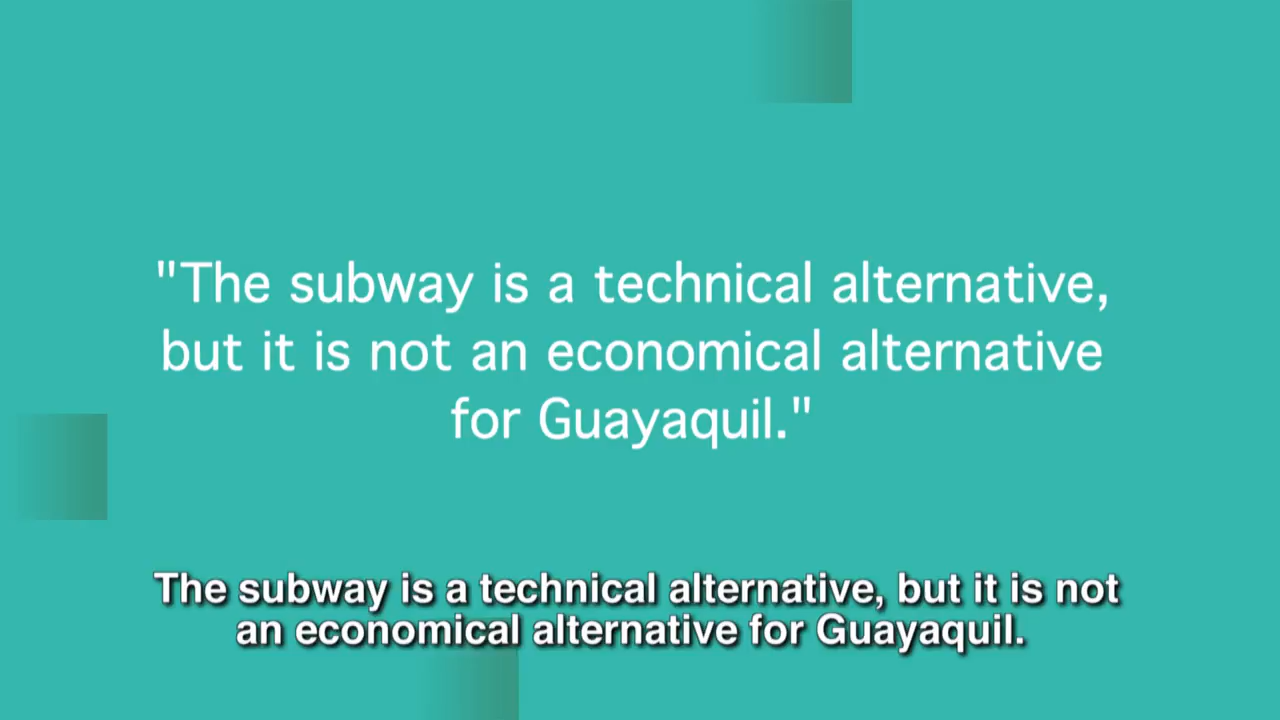 "The subway is a technical alternative,
but it is not an economical alternative
for Guayaquil."
The subway is a technical alternative, but it is not
an economical alternative for Guayaquil.